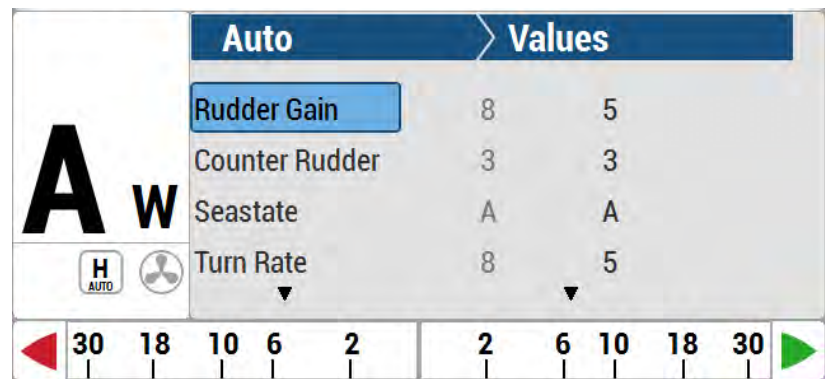 Auto Values
Rudder Gain 8 5
Counter Rudder 3 3
A W
Seastate A A
H
AUTO
Turn Rate 8 5
30 18 10 6 2 2 6 10 18 30